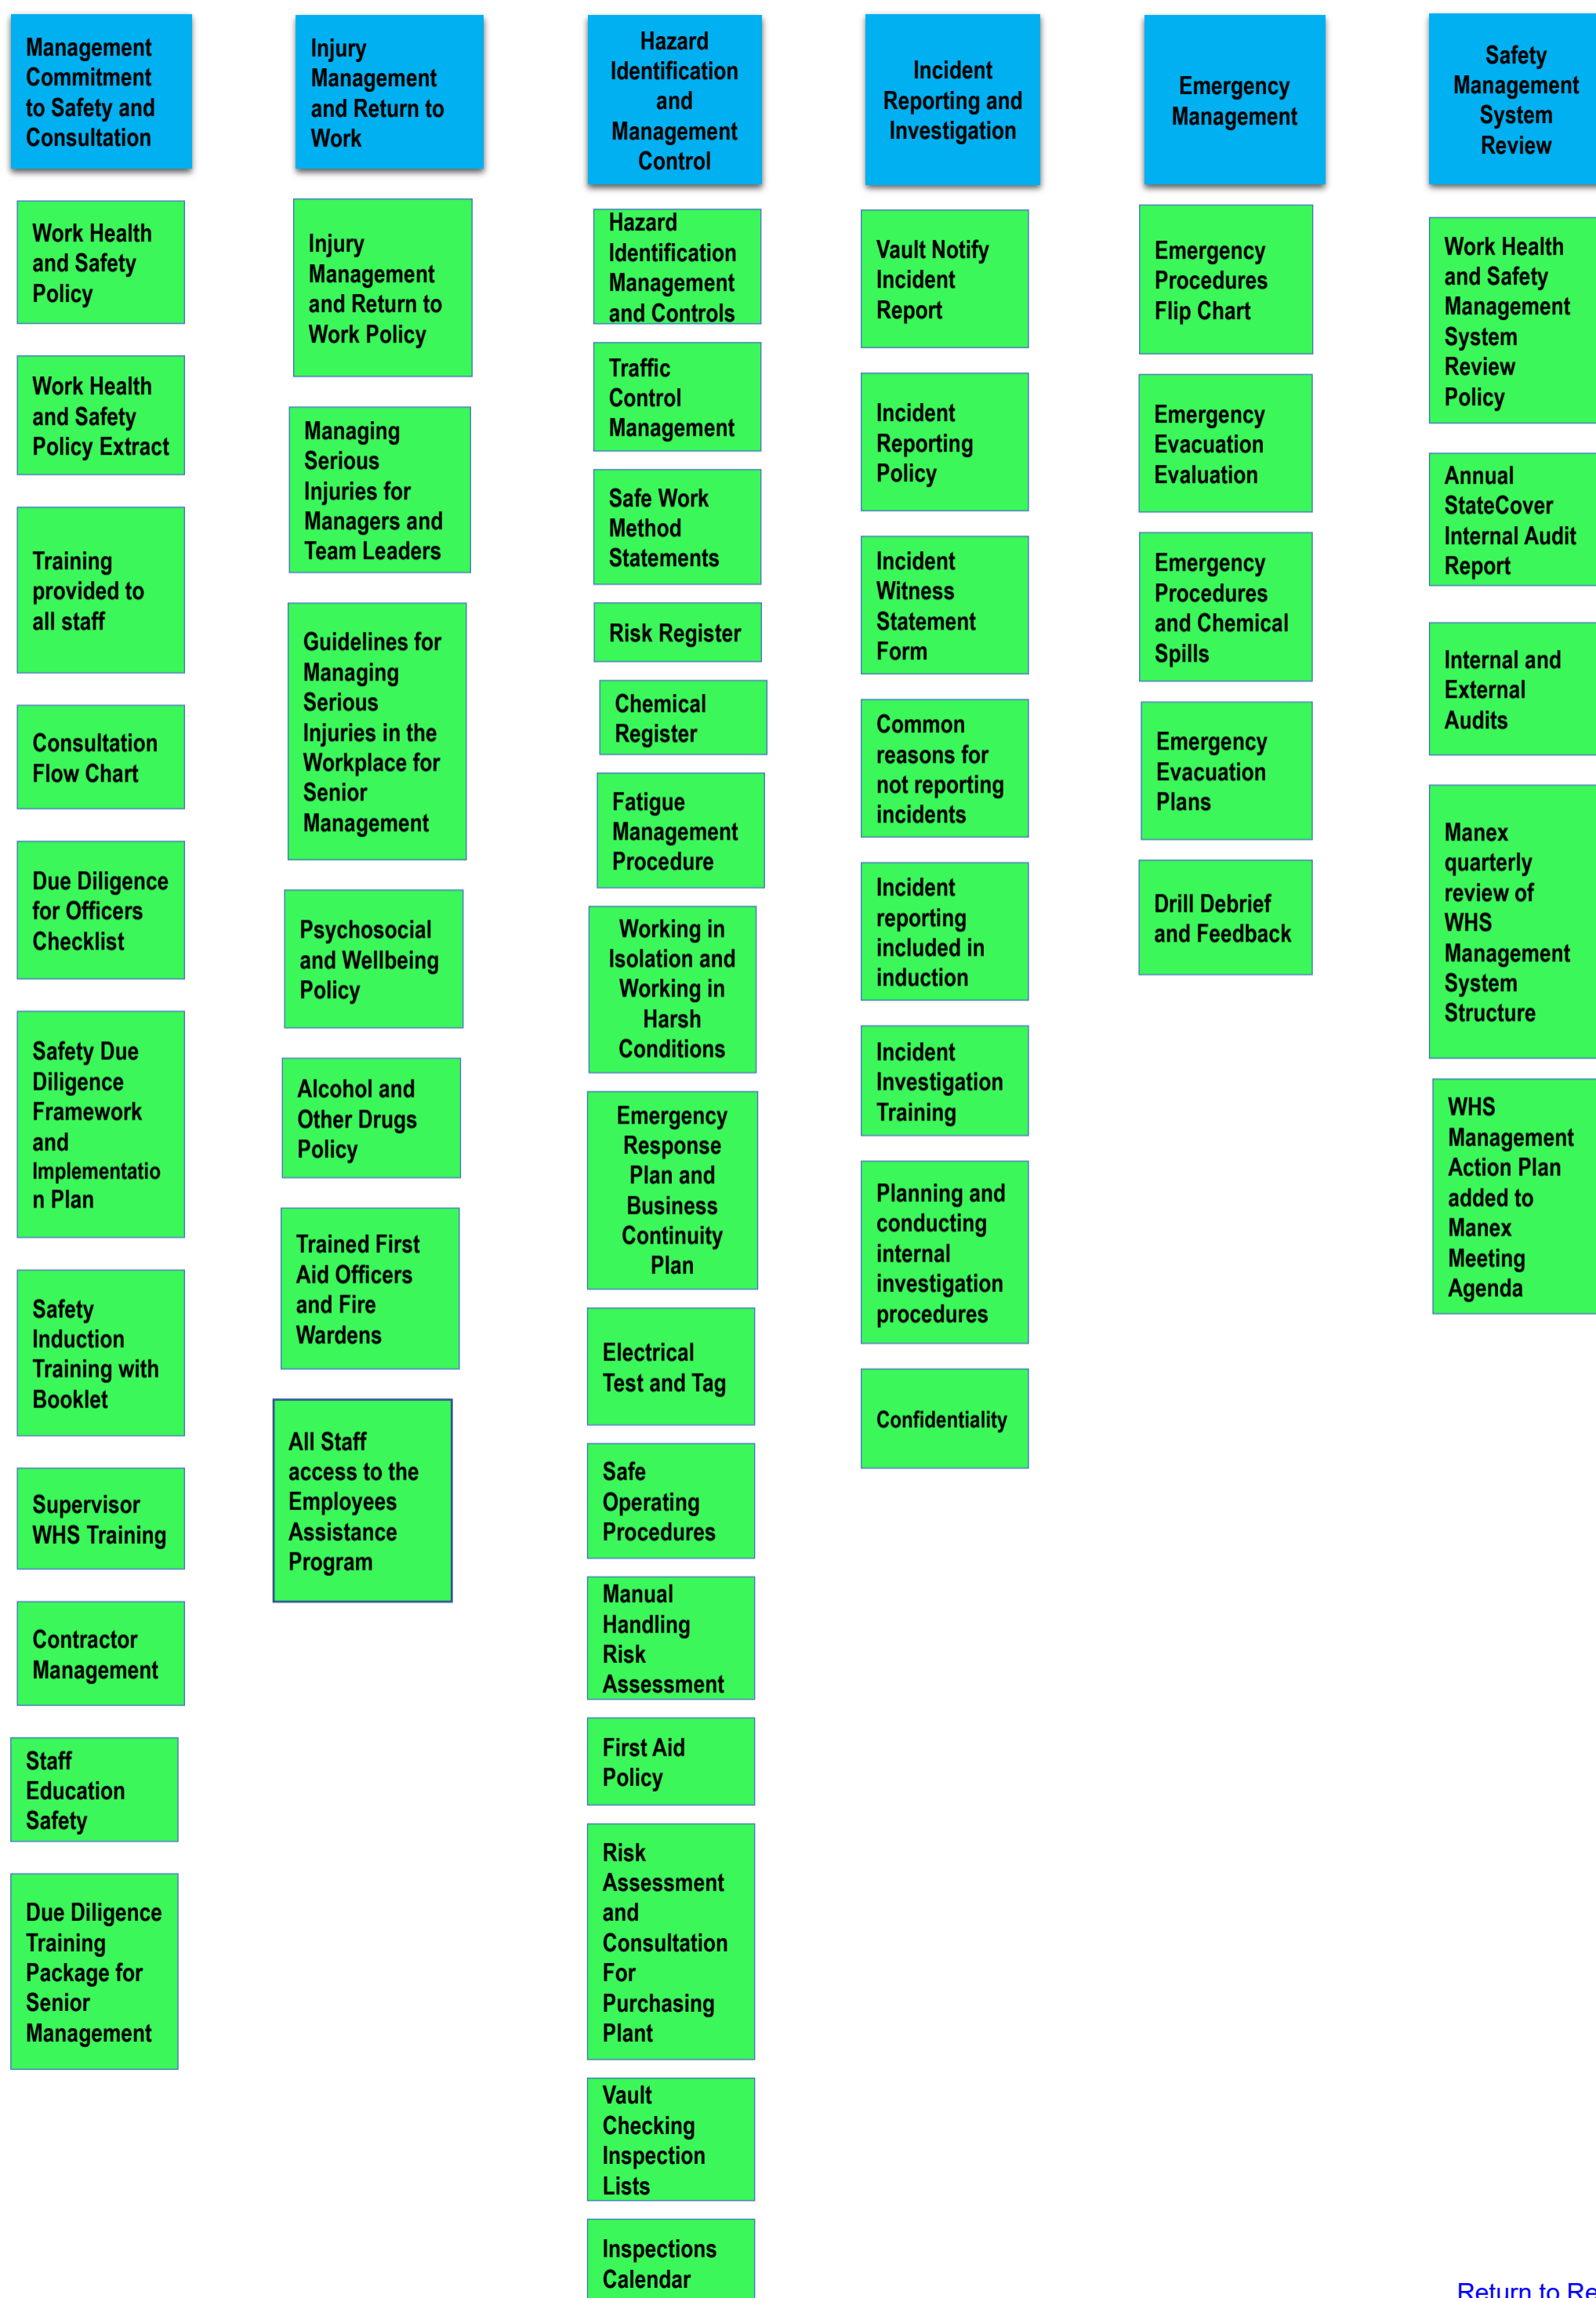 Management
Commitment
to Safety and
Consultation
Work Health
and Safety
Policy
Work Health
and Safety
Policy Extract
Training
provided to
all staff
Consultation
Flow Chart
Due Diligence
for Officers
Checklist
Safety Due
Diligence
Framework
and
Implementatio
n Plan
Safety
Induction
Training with
Booklet
Supervisor
WHS Training
Contractor
Management
Staff
Education
Safety
Due Diligence
Training
Package for
Senior
Management
Injury
Management
and Return to
Work
Injury
Management
and Return to
Work Policy
Managing
Serious
Injuries for
Managers and
Team Leaders
Guidelines for
Managing
Serious
Injuries in the
Workplace for
Senior
Management
Psychosocial
and Wellbeing
Policy
Alcohol and
Other Drugs
Policy
Trained First
Aid Officers
and Fire
Wardens
All Staff
access to the
Employees
Assistance
Program
Hazard
Identification
and
Management
Control
Hazard
Identification
Management
and Controls
Traffic
Control
Management
Safe Work
Method
Statements
Risk Register
Chemical
Register
Fatigue
Management
Procedure
Working in
Isolation and
Working in
Harsh
Conditions
Emergency
Response
Plan and
Business
Continuity
Plan
Electrical
Test and Tag
Safe
Operating
Procedures
Manual
Handling
Risk
Assessment
First Aid
Policy
Risk
Assessment
and
Consultation
For
Purchasing
Plant
Vault
Checking
Inspection
Lists
Inspections
Calendar
Incident
Reporting and
Investigation
Vault Notify
Incident
Report
Incident
Reporting
Policy
Incident
Witness
Statement
Form
Common
reasons for
not reporting
incidents
Incident
reporting
included in
induction
Incident
Investigation
Training
Planning and
conducting
internal
investigation
procedures
Confidentiality
Emergency
Management
Emergency
Procedures
Flip Chart
Emergency
Evacuation
Evaluation
Emergency
Procedures
and Chemical
Spills
Emergency
Evacuation
Plans
Drill Debrief
and Feedback
Safety
Management
System
Review
Work Health
and Safety
Management
System
Review
Policy
Annual
StateCover
Internal Audit
Report
Internal and
External
Audits
Manex
quarterly
review of
WHS
Management
System
Structure
WHS
Management
Action Plan
added to
Manex
Meeting
Agenda
Return to Re